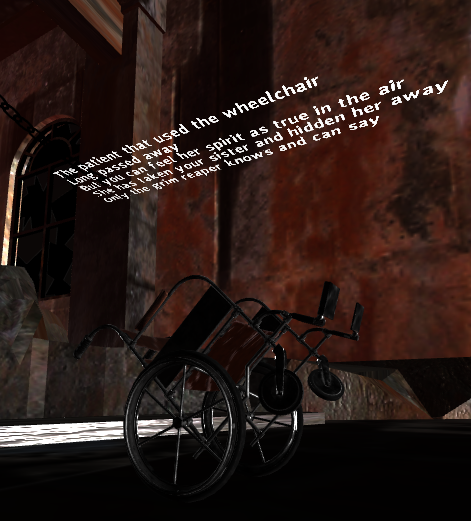 The patient that used the wheelchair
Long passed away
But you can feel her spirit as true in the air
She has taken your sister and hidden her away
Only the grim reaper knows and can say